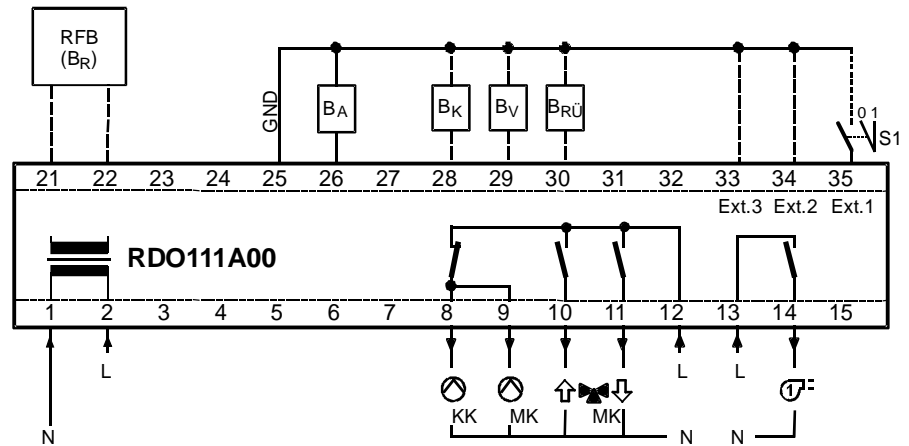 RFB
(BR)
GND
BA
BK
BV
BRÜ
0 1
S1
21 22 23 24 25 26 27 28 29 30 31 32 33 34 35
Ext.3 Ext.2 Ext.1
RDO111A00
1 2 3 4 5 6 7 8 9 10 11 12 13 14 15
L L L
1
KK MK MK
N N N